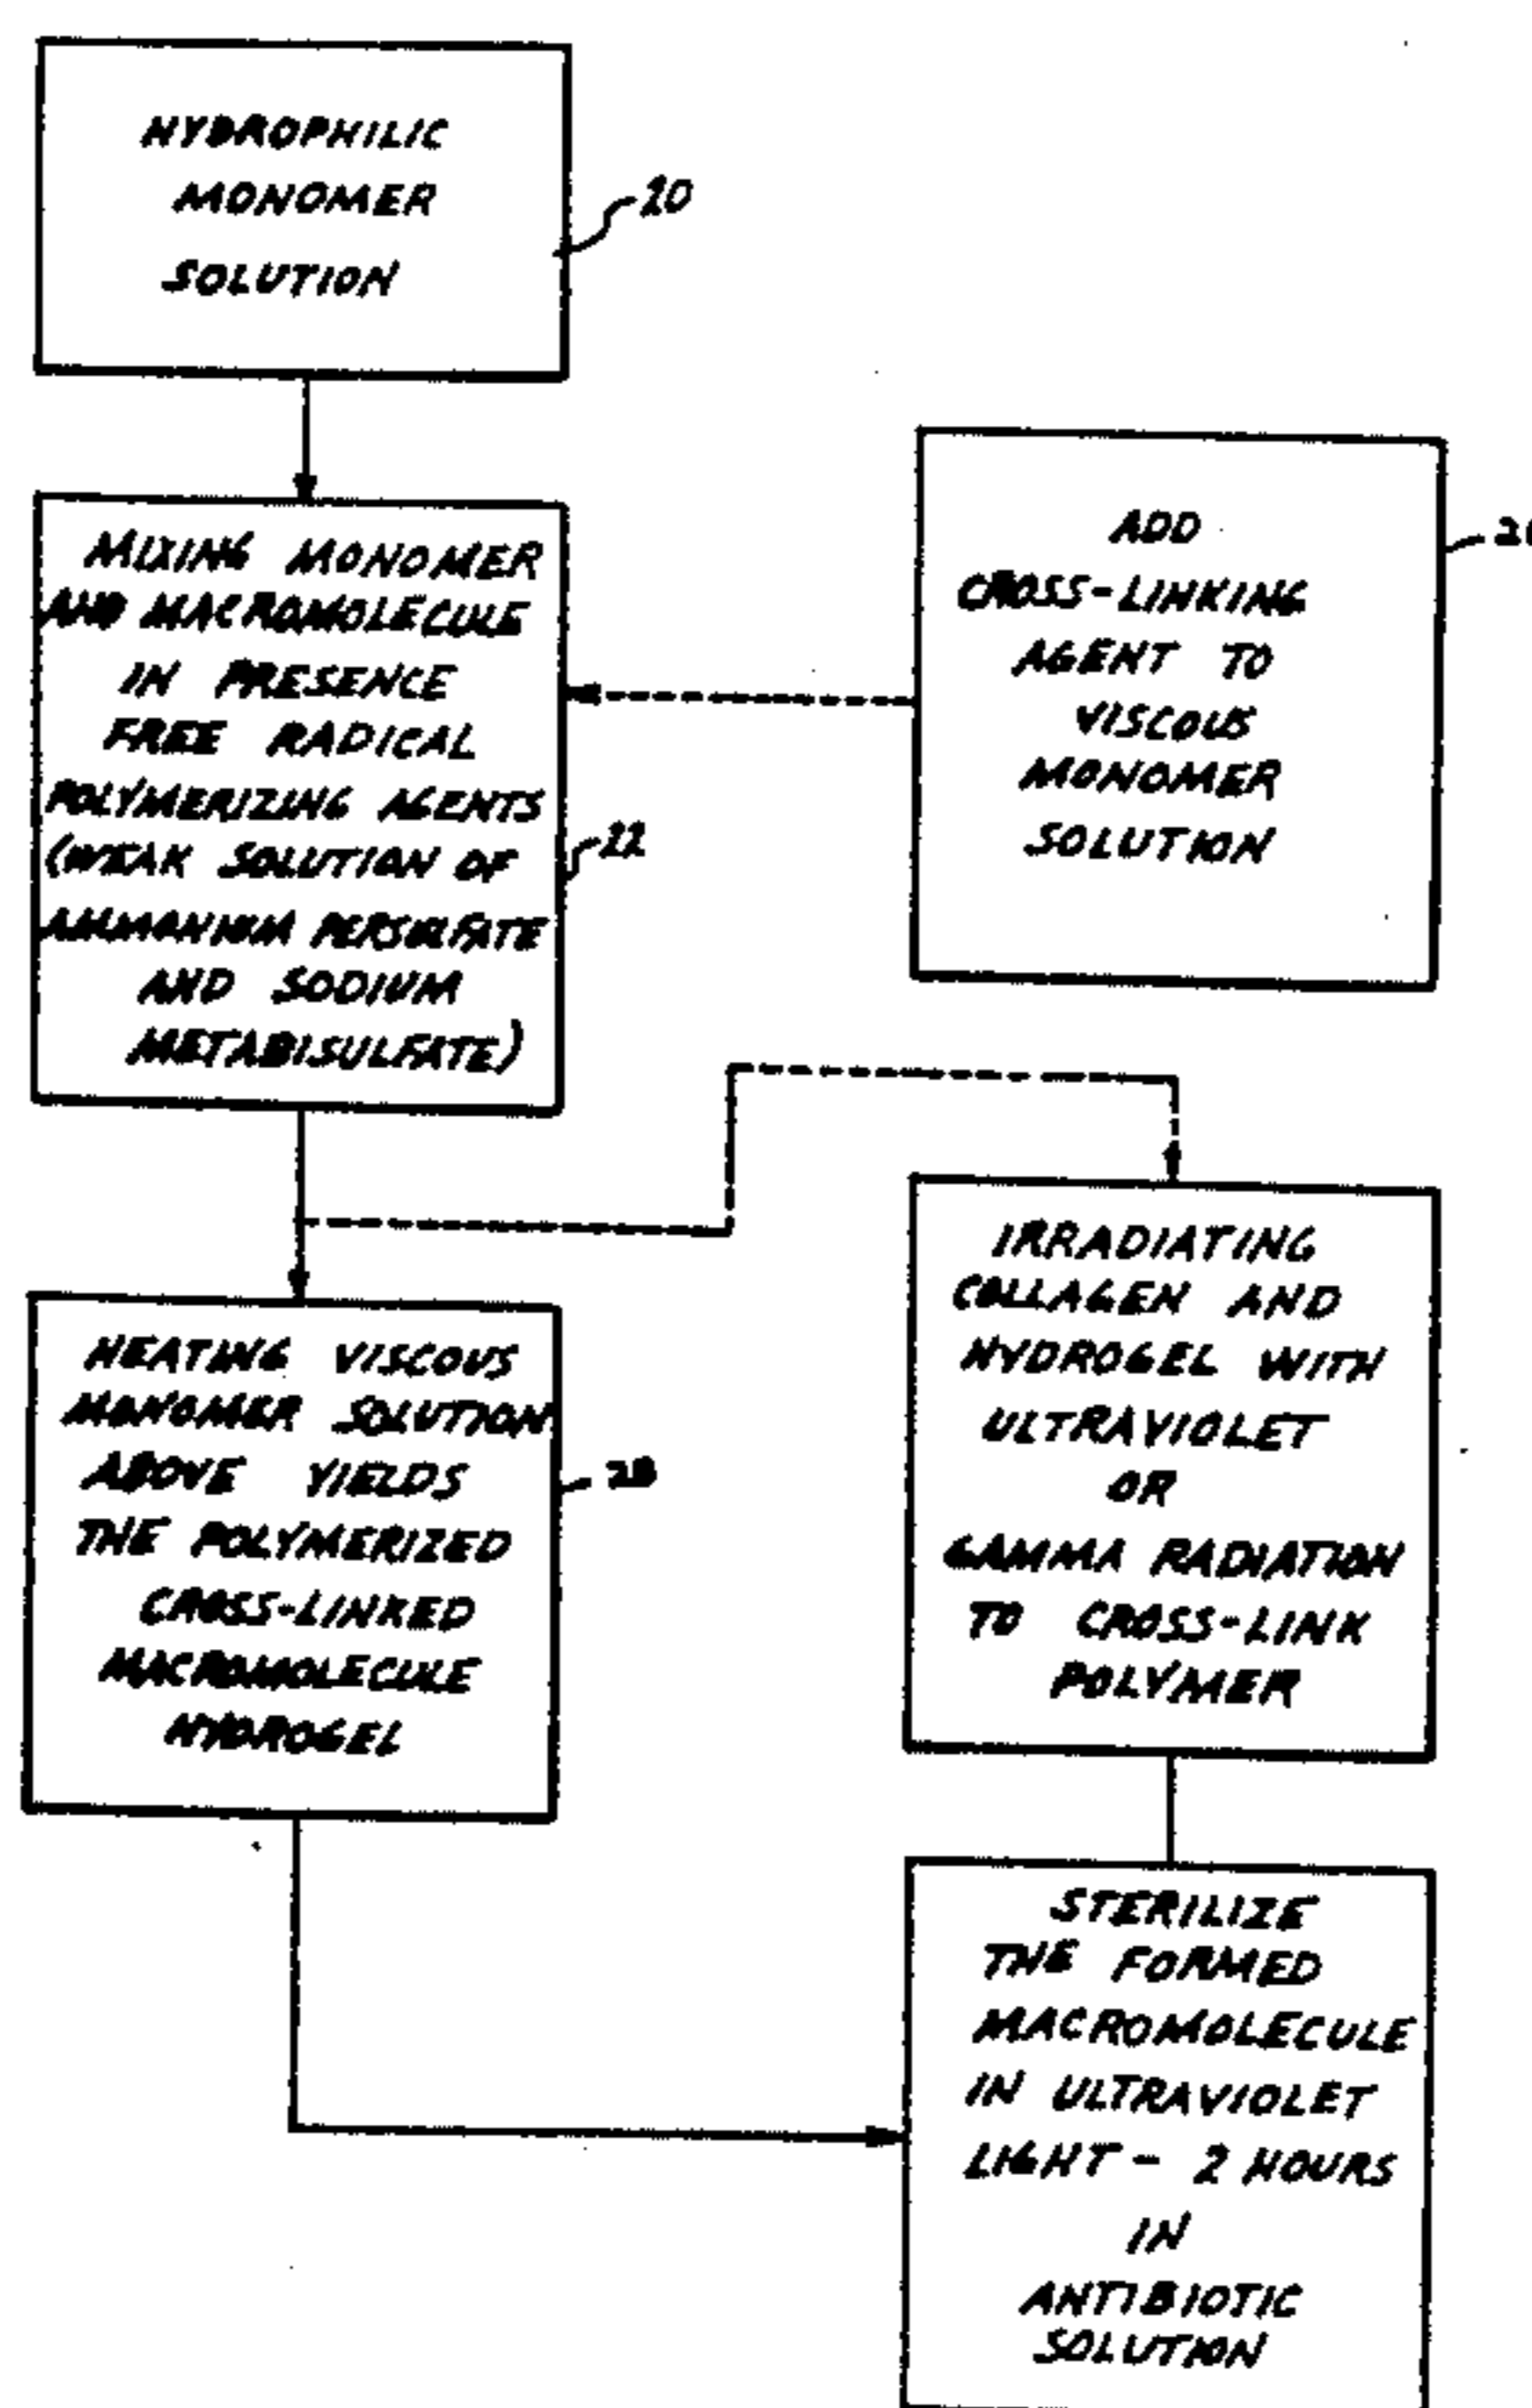 HYDROPHILIC
MONOMER
SOLUTION
20
MIXING MONOMER
AND MACROMOLECULE
IN PRESENCE
FREE RADICAL
POLYMERIZING AGENTS
(WEAK SOLUTION OF
AMMONIUM PERSULFATE
AND SODIUM
METABISULFATE)
22
ADD
CROSS-LINKING
AGENT TO
VISCOUS
MONOMER
SOLUTION
HEATING VISCOUS
MONOMER SOLUTION
ABOVE YIELDS
THE POLYMERIZED
CROSS-LINKED
MACROMOLECULE
HYDROGEL
28
IRRADIATING
COLLAGEN AND
HYDROGEL WITH
ULTRAVIOLET
OR
GAMMA RADIATION
TO CROSS-LINK
POLYMER
STERILIZE
THE FORMED
MACROMOLECULE
IN ULTRAVIOLET
LIGHT - 2 HOURS
IN
ANTIBIOTIC
SOLUTION